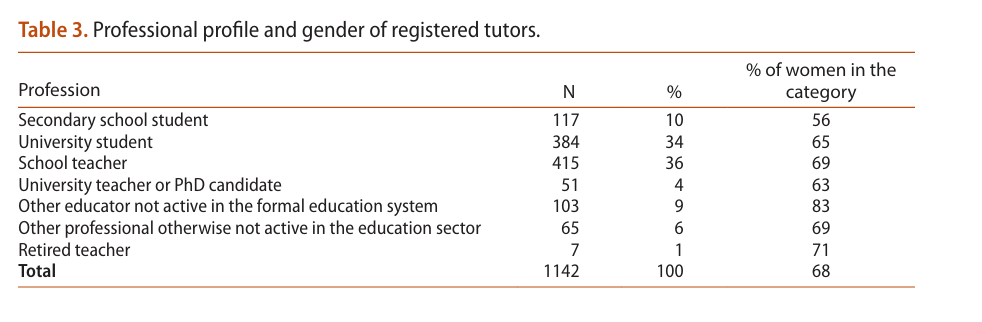 Table 3. Professional profile and gender of registered tutors.
Profession N % % of women in the category
Secondary school student 117 10 56
University student 384 34 65
School teacher 415 36 69
University teacher or PhD candidate 51 4 63
Other educator not active in the formal education system 103 9 83
Other professional otherwise not active in the education sector 65 6 69
Retired teacher 7 1 71
Total 1142 100 68